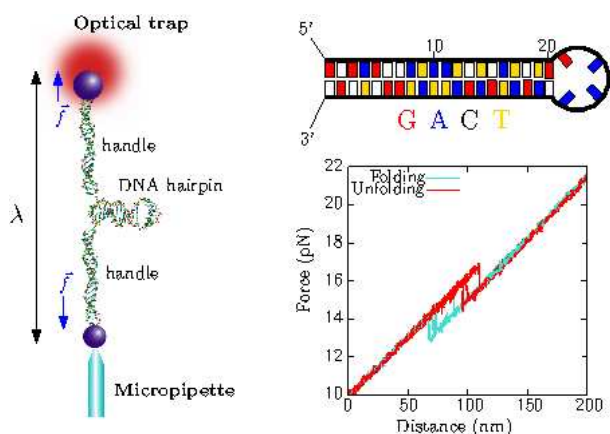 Optical trap
f
handle
DNA hairpin
λ
handle
f
Micropipette
5'
10
20
3'
G A C T
Folding
Unfolding
Force (pN)
22
20
18
16
14
12
10
0 50 100 150 200
Distance (nm)